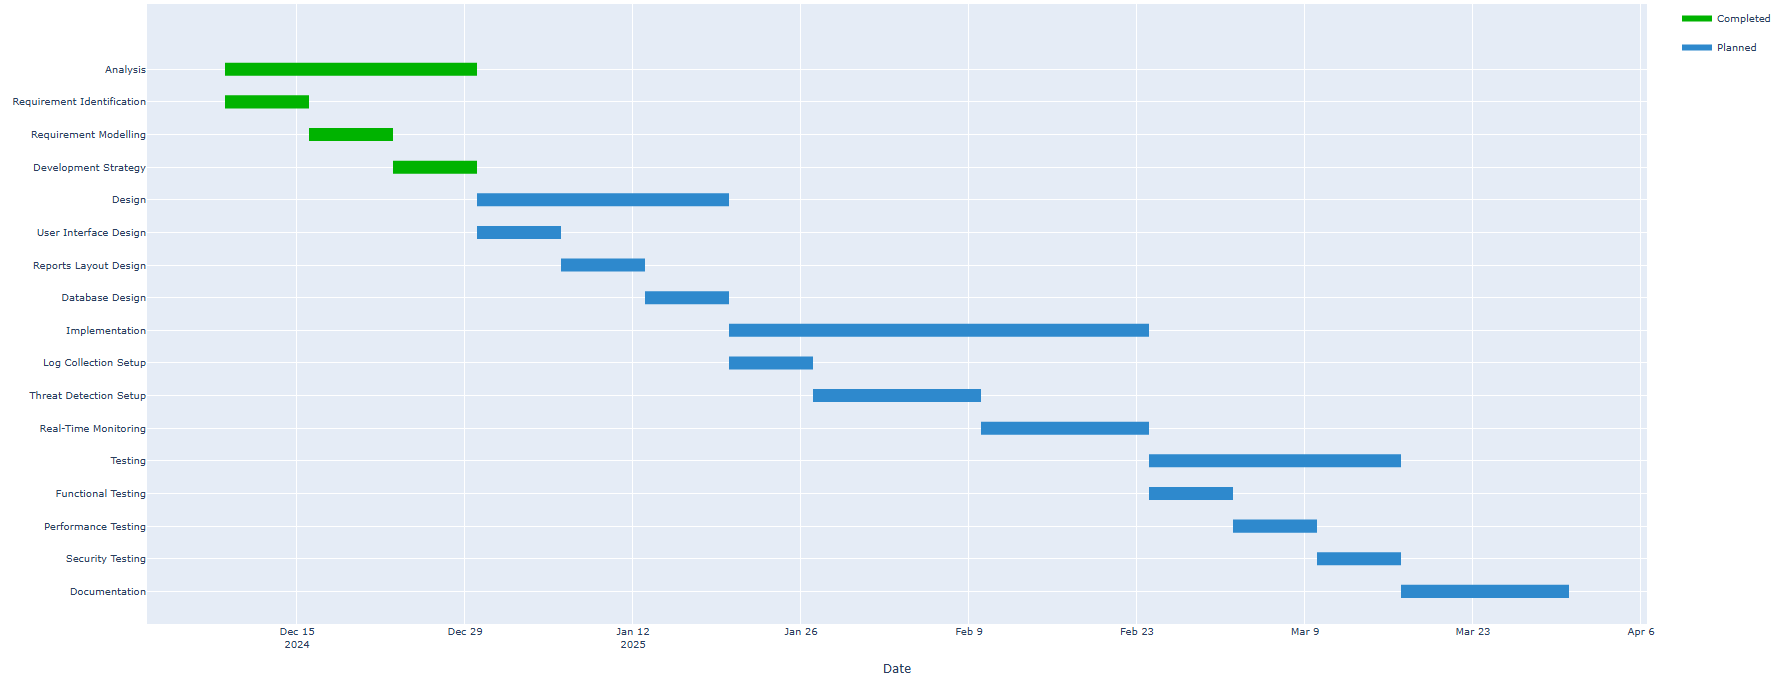 Completed
Planned
Analysis
Requirement Identification
Requirement Modelling
Development Strategy
Design
User Interface Design
Reports Layout Design
Database Design
Implementation
Log Collection Setup
Threat Detection Setup
Real-Time Monitoring
Testing
Functional Testing
Performance Testing
Security Testing
Documentation
Dec 15 Dec 29 Jan 12 Jan 26 Feb 9 Feb 23 Mar 9 Mar 23 Apr 6
2024 2025
Date